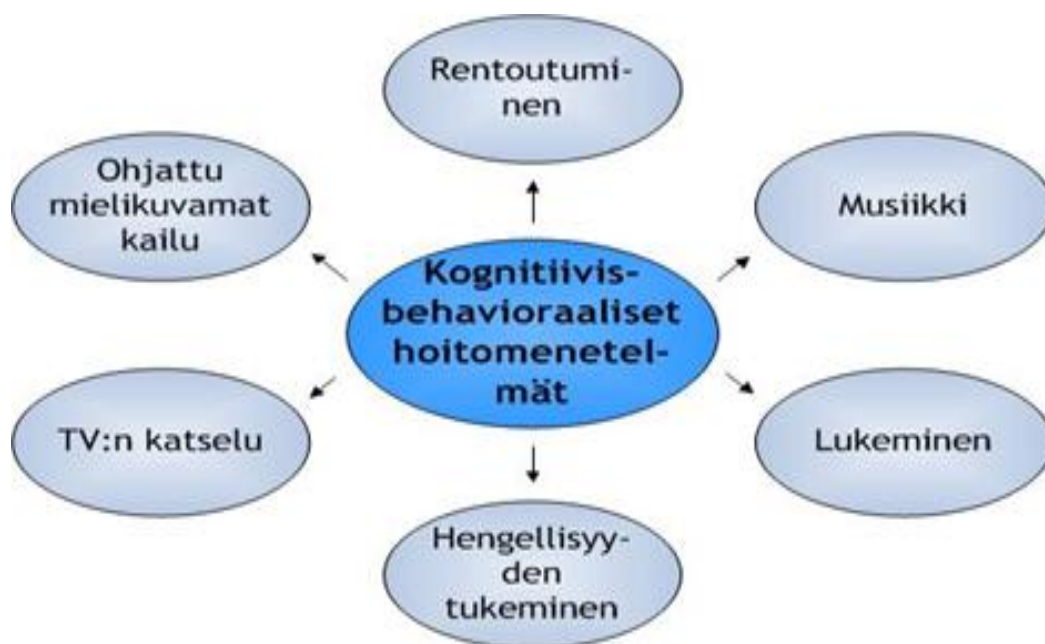 Rentoutumi-
nen
Ohjattu
mielikuvamat
kailu
Musiikki
Kognitiivis-
behavioraaliset
hoitomenetel-
mät
TV:n katselu
Lukeminen
Hengellisyy-
den
tukeminen